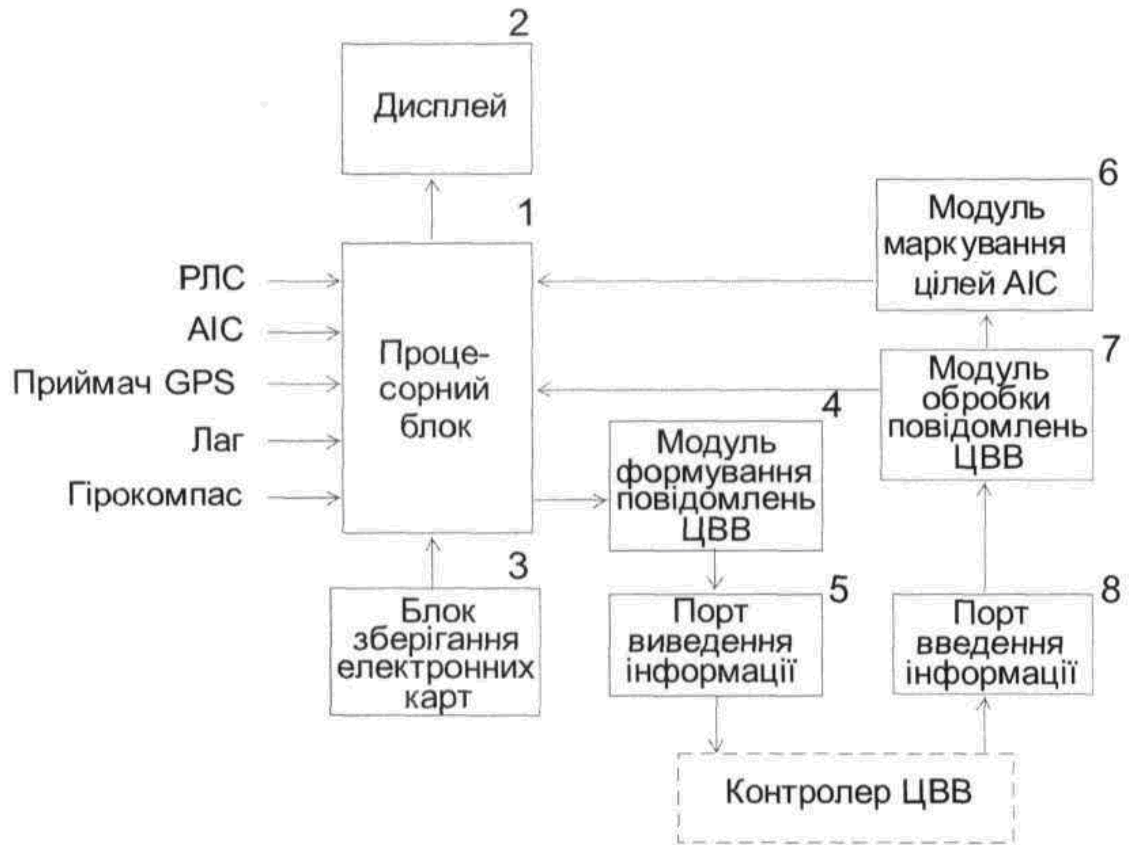 2
Дисплей
1
РЛС
АІС
Приймач GPS
Лаг
Гірокомпас
Проце-
сорний
блок
6
Модуль
маркування
цілей АІС
7
Модуль
обробки
повідомлень
ЦВВ
4
Модуль
формування
повідомлень
ЦВВ
3
Блок
зберігання
електронних
карт
5
Порт
виведення
інформації
8
Порт
введення
інформації
Контролер ЦВВ